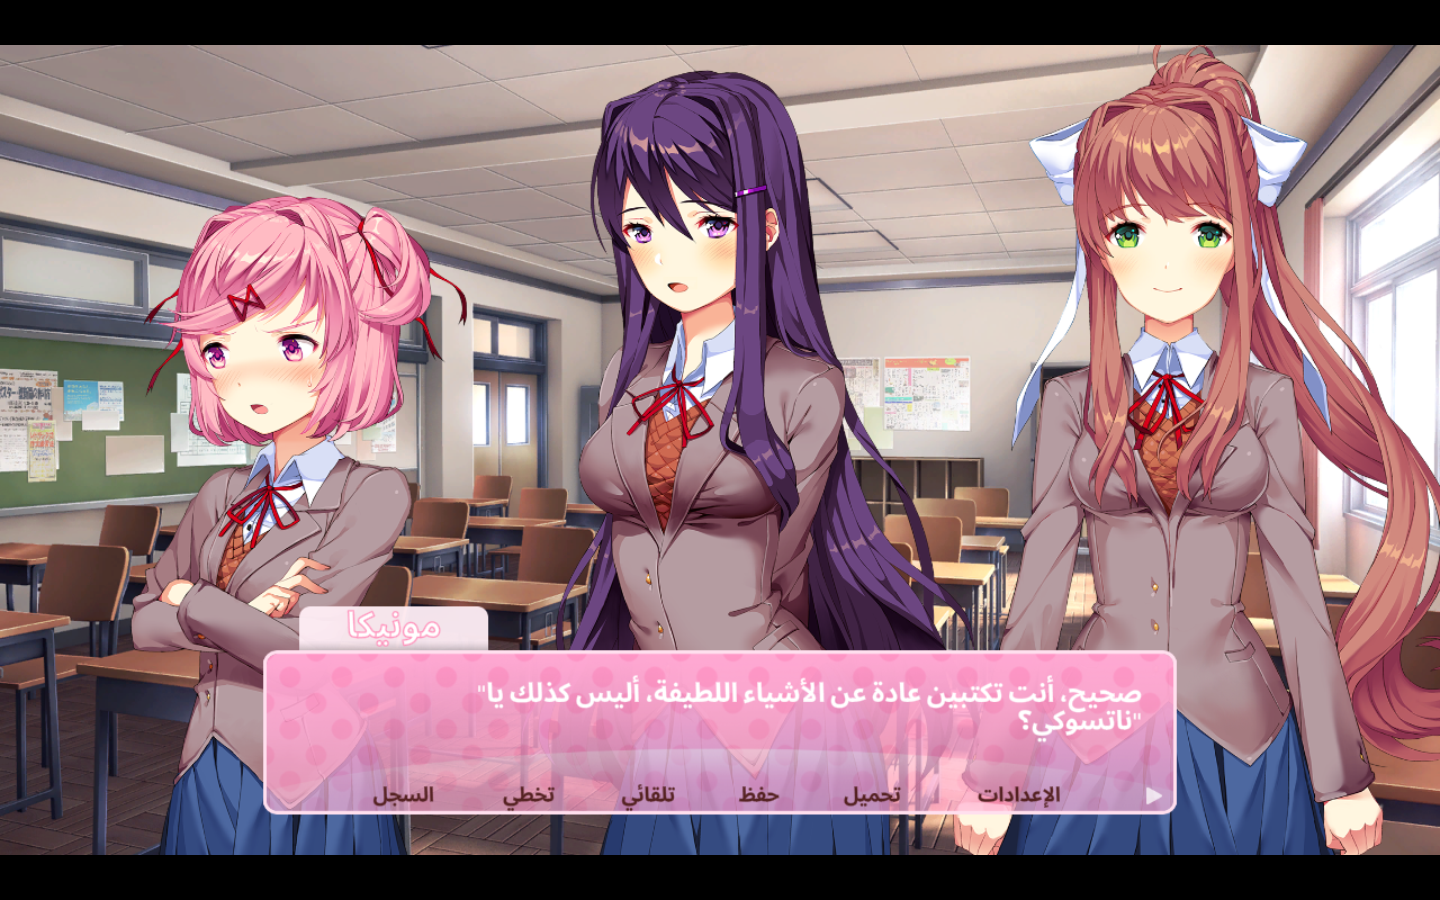 مونيكا
صحيح، أنت تكتبين عادة عن الأشياء اللطيفة، أليس كذلك يا"
"ناتسوكي؟
السجل تخطي تلقائي حفظ تحميل الإعدادات